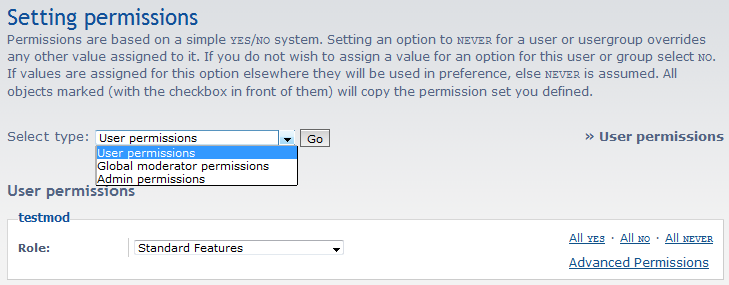 Setting permissions
Permissions are based on a simple YES/NO system. Setting an option to NEVER for a user or usergroup overrides
any other value assigned to it. If you do not wish to assign a value for an option for this user or group select NO.
If values are assigned for this option elsewhere they will be used in preference, else NEVER is assumed. All
objects marked (with the checkbox in front of them) will copy the permission set you defined.
Select type: User permissions Go » User permissions
User permissions
Global moderator permissions
Admin permissions
User permissions
testmod
Role: Standard Features All YES · All NO · All NEVER
Advanced Permissions